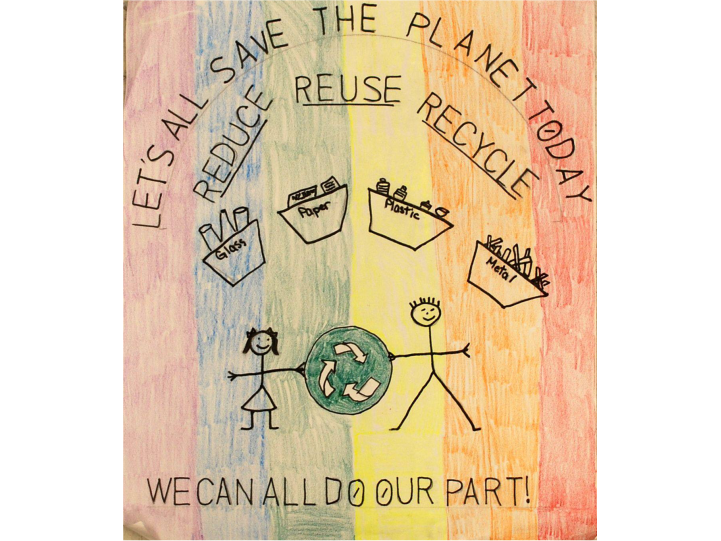 LET'S ALL SAVE THE PLANET TODAY
REDUCE REUSE RECYCLE
Glass
Paper
Plastic
Metal
WE CAN ALL DO OUR PART!